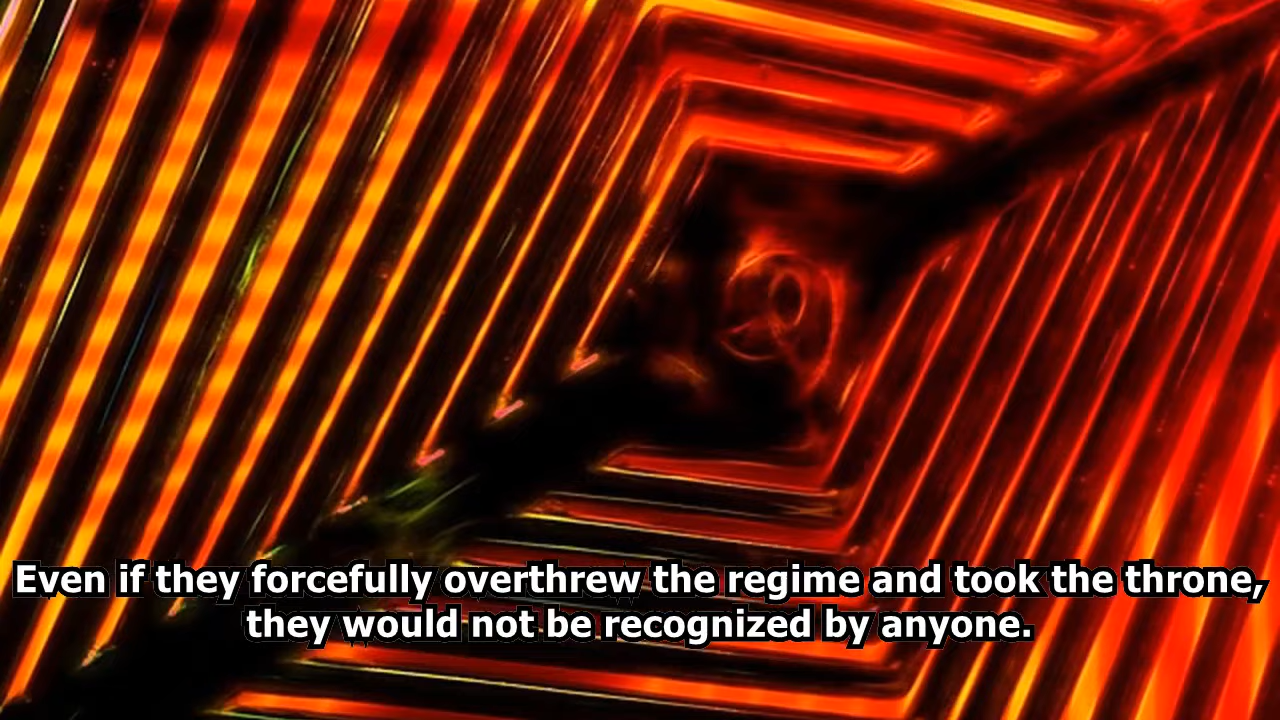 Even if they forcefully overthrew the regime and took the throne,
they would not be recognized by anyone.